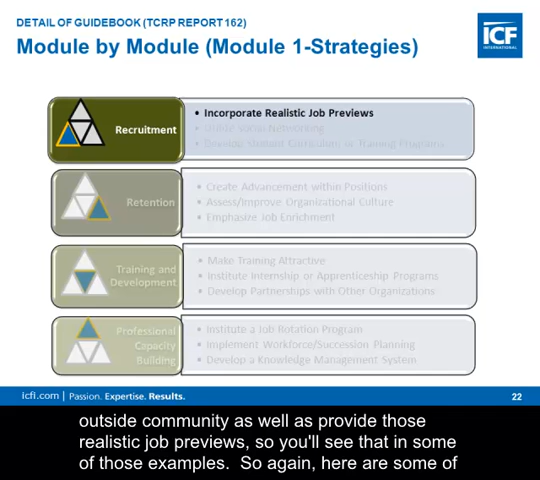 DETAIL OF GUIDEBOOK (TCRP REPORT 162)
Module by Module (Module 1-Strategies)
ICF
INTERNATIONAL
Recruitment
• Incorporate Realistic Job Previews
• Utilize Social Networking
• Develop Student Curriculum or Training Programs
Retention
• Create Advancement within Positions
• Assess/Improve Organizational Culture
• Emphasize Job Enrichment
Training and
Development
• Make Training Attractive
• Institute Internship or Apprenticeship Programs
• Develop Partnerships with Other Organizations
Professional
Capacity
Building
• Institute a Job Rotation Program
• Implement Workforce/Succession Planning
• Develop a Knowledge Management System
icfi.com | Passion. Expertise. Results.
22
outside community as well as provide those
realistic job previews, so you'll see that in some
of those examples.  So again, here are some of